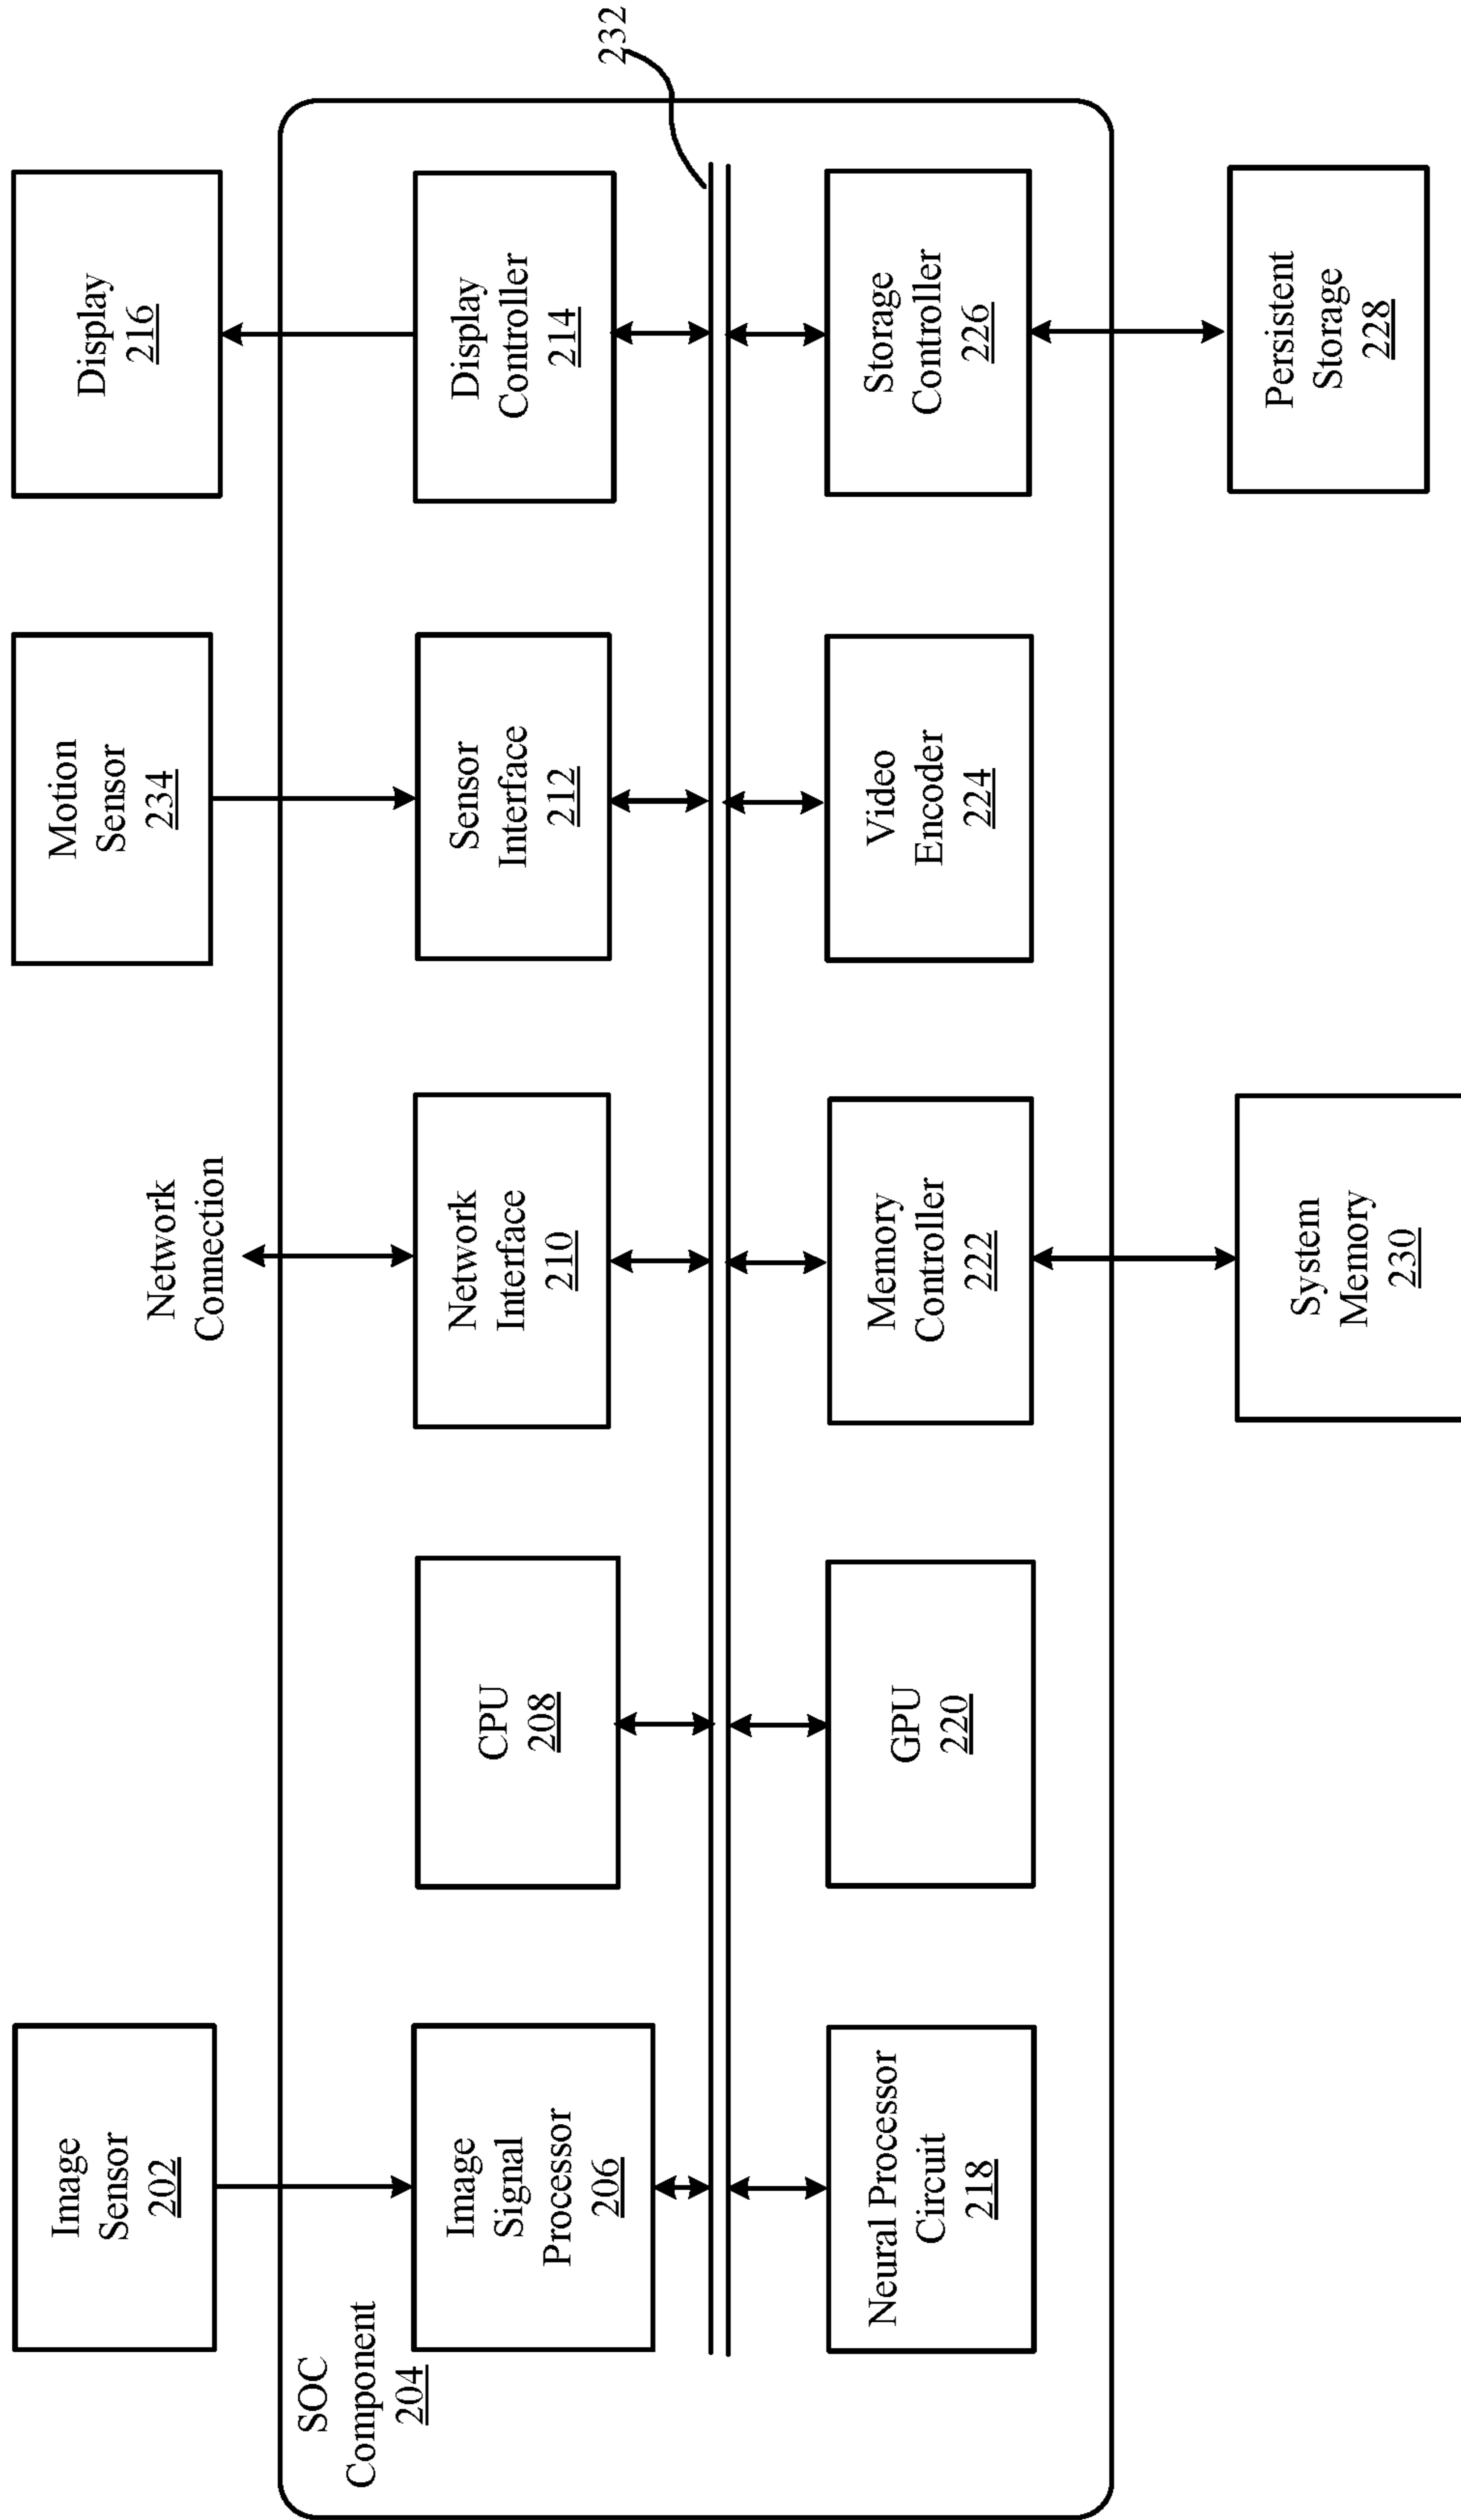 Image
Sensor
202
Network
Connection
Motion
Sensor
234
Display
216
SOC
Component
204
Image
Signal
Processor
206
CPU
208
Network
Interface
210
Sensor
Interface
212
Display
Controller
214
232
Neural Processor
Circuit
218
GPU
220
Memory
Controller
222
Video
Encoder
224
Storage
Controller
226
System
Memory
230
Persistent
Storage
228